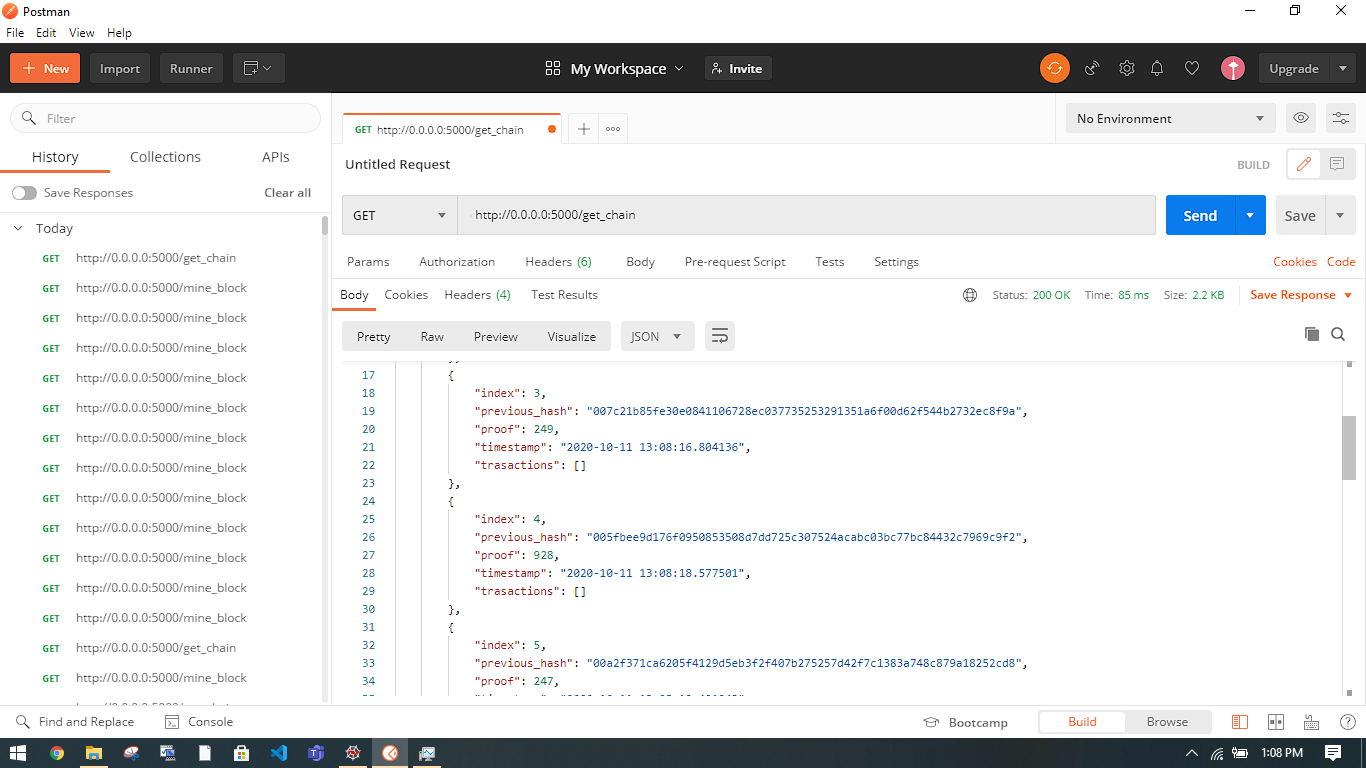 Postman
File Edit View Help
New Import Runner My Workspace Invite Upgrade
Filter
History Collections APIs
Save Responses Clear all
Today
GET http://0.0.0.0:5000/get_chain
GET http://0.0.0.0:5000/mine_block
GET http://0.0.0.0:5000/mine_block
GET http://0.0.0.0:5000/mine_block
GET http://0.0.0.0:5000/mine_block
GET http://0.0.0.0:5000/mine_block
GET http://0.0.0.0:5000/mine_block
GET http://0.0.0.0:5000/mine_block
GET http://0.0.0.0:5000/mine_block
GET http://0.0.0.0:5000/mine_block
GET http://0.0.0.0:5000/mine_block
GET http://0.0.0.0:5000/mine_block
GET http://0.0.0.0:5000/mine_block
GET http://0.0.0.0:5000/get_chain
GET http://0.0.0.0:5000/mine_block
GET http://0.0.0.0:5000/get_chain
No Environment
Untitled Request BUILD
GET http://0.0.0.0:5000/get_chain Send Save
Params Authorization Headers (6) Body Pre-request Script Tests Settings Cookies Code
Body Cookies Headers (4) Test Results Status: 200 OK Time: 85 ms Size: 2.2 KB Save Response
Pretty Raw Preview Visualize JSON
17 {
18 "index": 3,
19 "previous_hash": "007c21b85fe30e0841106728ec037735253291351a6f00d62f544b2732ec8f9a",
20 "proof": 249,
21 "timestamp": "2020-10-11 13:08:16.804136",
22 "trasactions": []
23 },
24 {
25 "index": 4,
26 "previous_hash": "005fbee9d176f0950853508d7dd725c307524acabc03bc77bc84432c7969c9f2",
27 "proof": 928,
28 "timestamp": "2020-10-11 13:08:18.577501",
29 "trasactions": []
30 },
31 {
32 "index": 5,
33 "previous_hash": "00a2f371ca6205f4129d5eb3f2f407b275257d42f7c1383a748c879a18252cd8",
34 "proof": 247,
Find and Replace Console Bootcamp Build Browse
1:08 PM